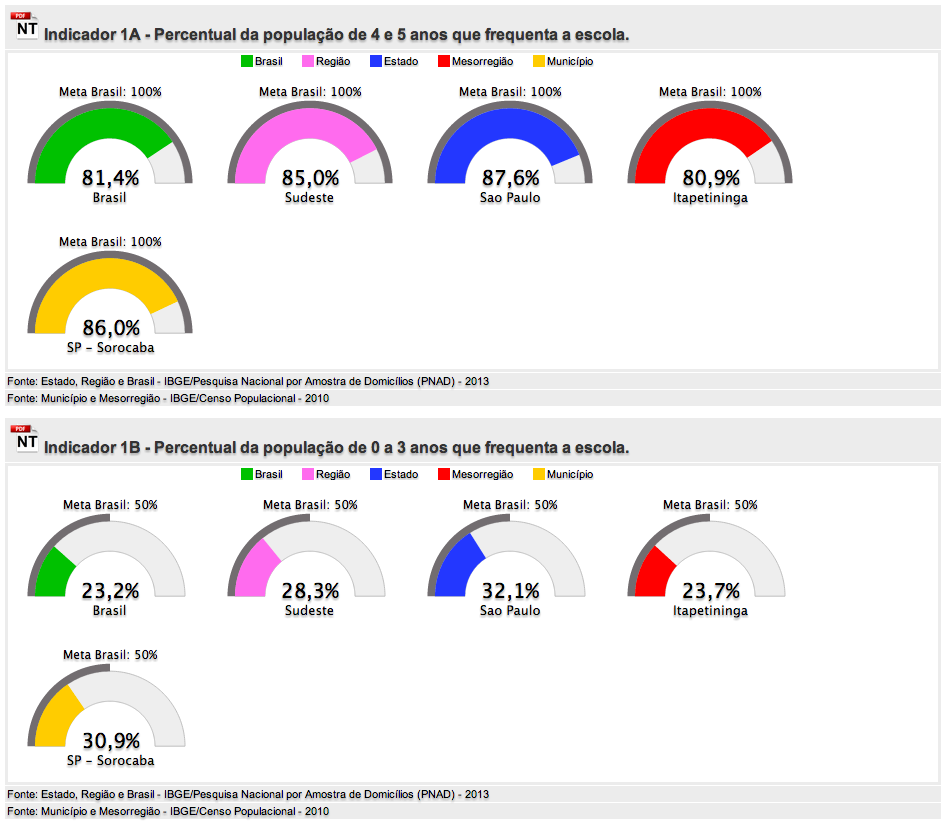 PDF
NT
Indicador 1A - Percentual da população de 4 e 5 anos que frequenta a escola.
Brasil Região Estado Mesorregião Município
Meta Brasil: 100% Meta Brasil: 100% Meta Brasil: 100% Meta Brasil: 100%
81,4% 85,0% 87,6% 80,9%
Brasil Sudeste Sao Paulo Itapetininga
Meta Brasil: 100%
86,0%
SP - Sorocaba
Fonte: Estado, Região e Brasil - IBGE/Pesquisa Nacional por Amostra de Domicílios (PNAD) - 2013
Fonte: Município e Mesorregião - IBGE/Censo Populacional - 2010
PDF
NT
Indicador 1B - Percentual da população de 0 a 3 anos que frequenta a escola.
Brasil Região Estado Mesorregião Município
Meta Brasil: 50% Meta Brasil: 50% Meta Brasil: 50% Meta Brasil: 50%
23,2% 28,3% 32,1% 23,7%
Brasil Sudeste Sao Paulo Itapetininga
Meta Brasil: 50%
30,9%
SP - Sorocaba
Fonte: Estado, Região e Brasil - IBGE/Pesquisa Nacional por Amostra de Domicílios (PNAD) - 2013
Fonte: Município e Mesorregião - IBGE/Censo Populacional - 2010